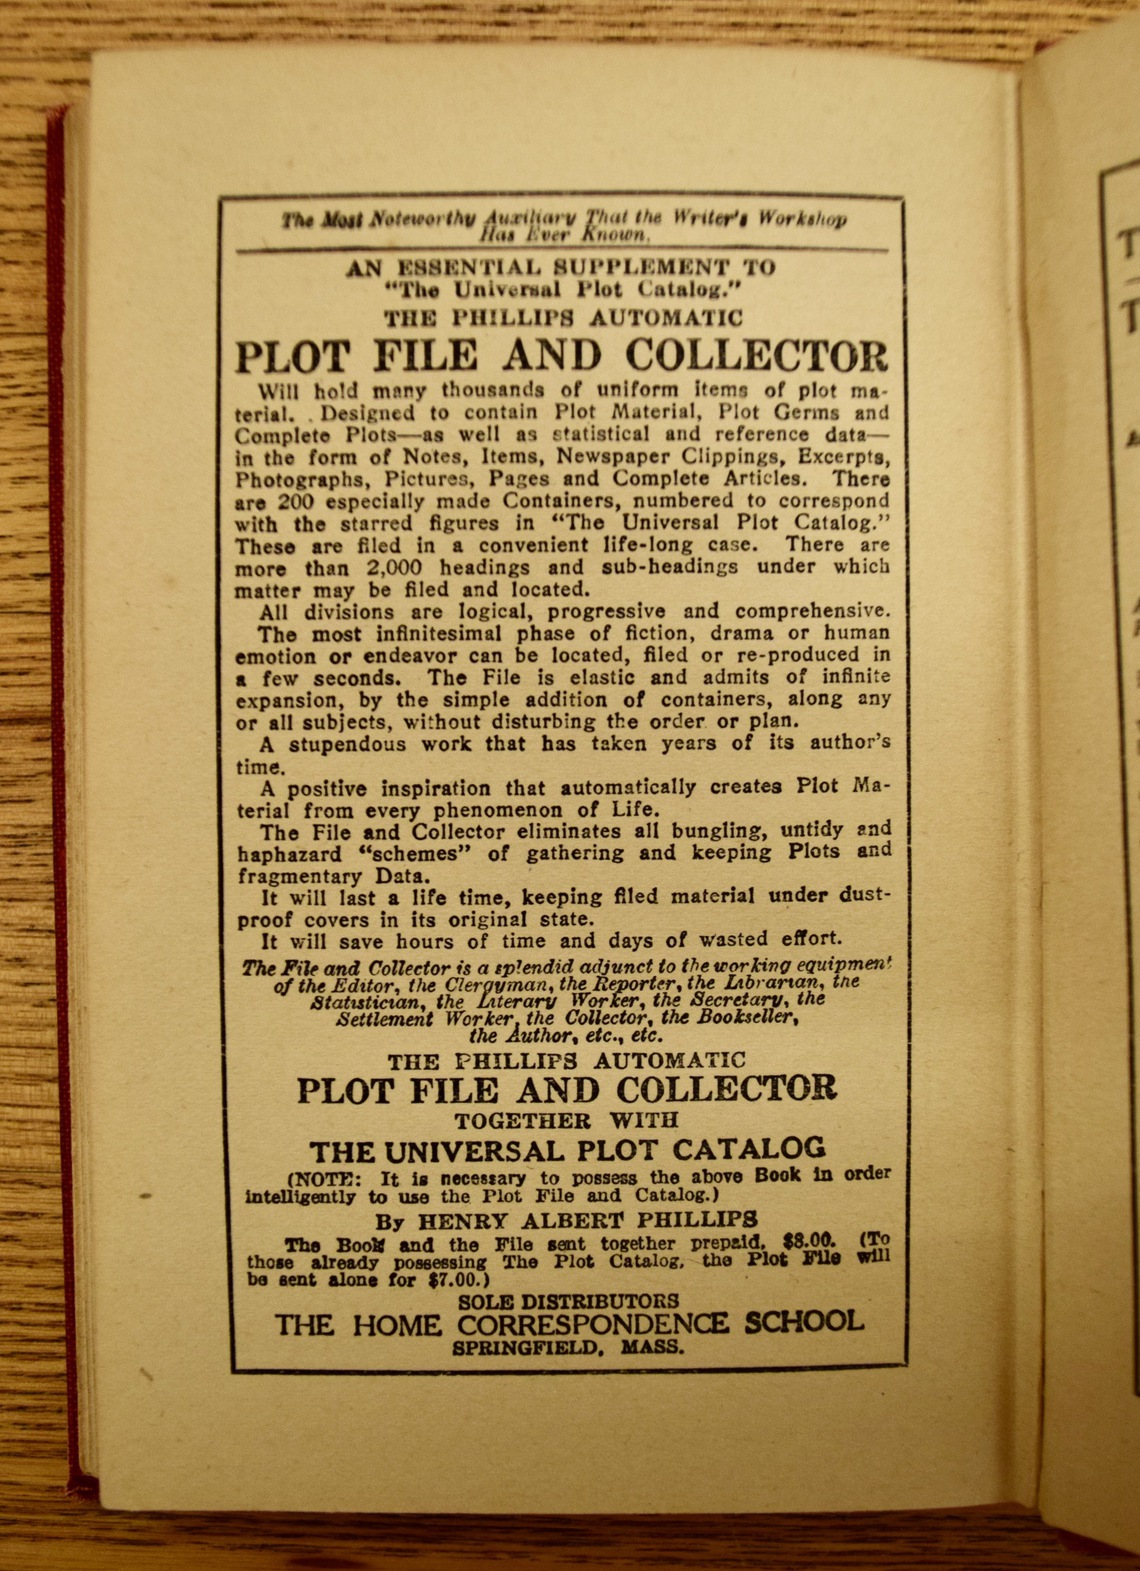 The Most Noteworthy Auxiliary That the Writer's Workshop
Has Ever Known.
AN ESSENTIAL SUPPLEMENT TO
"The Universal Plot Catalog."
THE PHILLIPS AUTOMATIC
PLOT FILE AND COLLECTOR
Will hold many thousands of uniform items of plot ma-
terial. Designed to contain Plot Material, Plot Germs and
Complete Plots—as well as statistical and reference data—
in the form of Notes, Items, Newspaper Clippings, Excerpts,
Photographs, Pictures, Pages and Complete Articles. There
are 200 especially made Containers, numbered to correspond
with the starred figures in "The Universal Plot Catalog."
These are filed in a convenient life-long case. There are
more than 2,000 headings and sub-headings under which
matter may be filed and located.
All divisions are logical, progressive and comprehensive.
The most infinitesimal phase of fiction, drama or human
emotion or endeavor can be located, filed or re-produced in
a few seconds. The File is elastic and admits of infinite
expansion, by the simple addition of containers, along any
or all subjects, without disturbing the order or plan.
A stupendous work that has taken years of its author's
time.
A positive inspiration that automatically creates Plot Ma-
terial from every phenomenon of Life.
The File and Collector eliminates all bungling, untidy and
haphazard "schemes" of gathering and keeping Plots and
fragmentary Data.
It will last a life time, keeping filed material under dust-
proof covers in its original state.
It will save hours of time and days of wasted effort.
The File and Collector is a splendid adjunct to the working equipment
of the Editor, the Clergyman, the Reporter, the Librarian, the
Statistician, the Literary Worker, the Secretary, the
Settlement Worker, the Collector, the Bookseller,
the Author, etc., etc.
THE PHILLIPS AUTOMATIC
PLOT FILE AND COLLECTOR
TOGETHER WITH
THE UNIVERSAL PLOT CATALOG
(NOTE: It is necessary to possess the above Book in order
intelligently to use the Plot File and Catalog.)
By HENRY ALBERT PHILLIPS
The Book and the File sent together prepaid, $8.00. (To
those already possessing The Plot Catalog, the Plot File will
be sent alone for $7.00.)
SOLE DISTRIBUTORS
THE HOME CORRESPONDENCE SCHOOL
SPRINGFIELD, MASS.